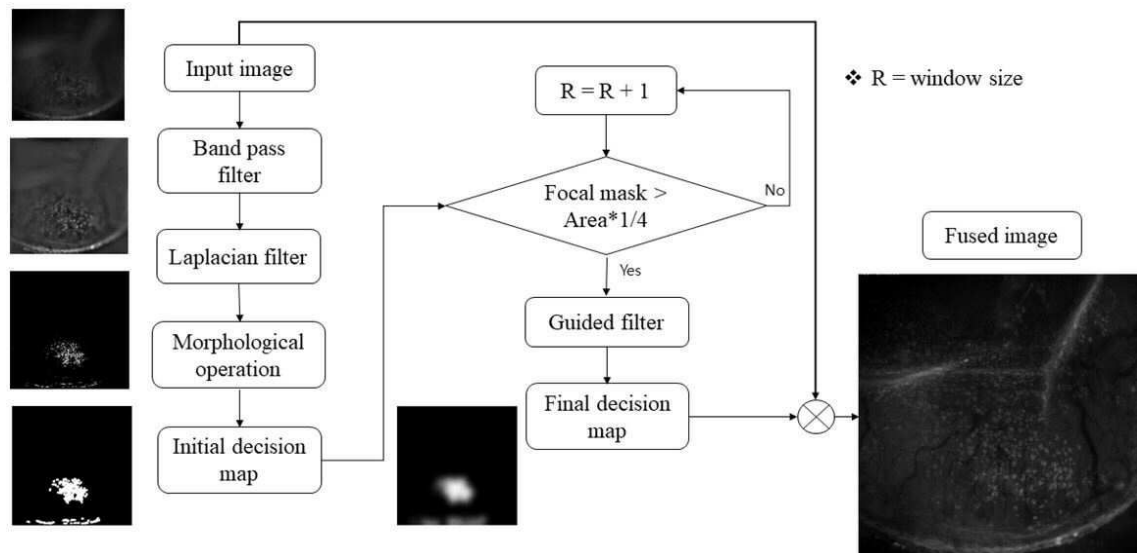 Input image
Band pass
filter
Laplacian filter
Morphological
operation
Initial decision
map
R = R + 1
Focal mask >
Area*1/4
No
Yes
Guided filter
Final decision
map
❖ R = window size
Fused image